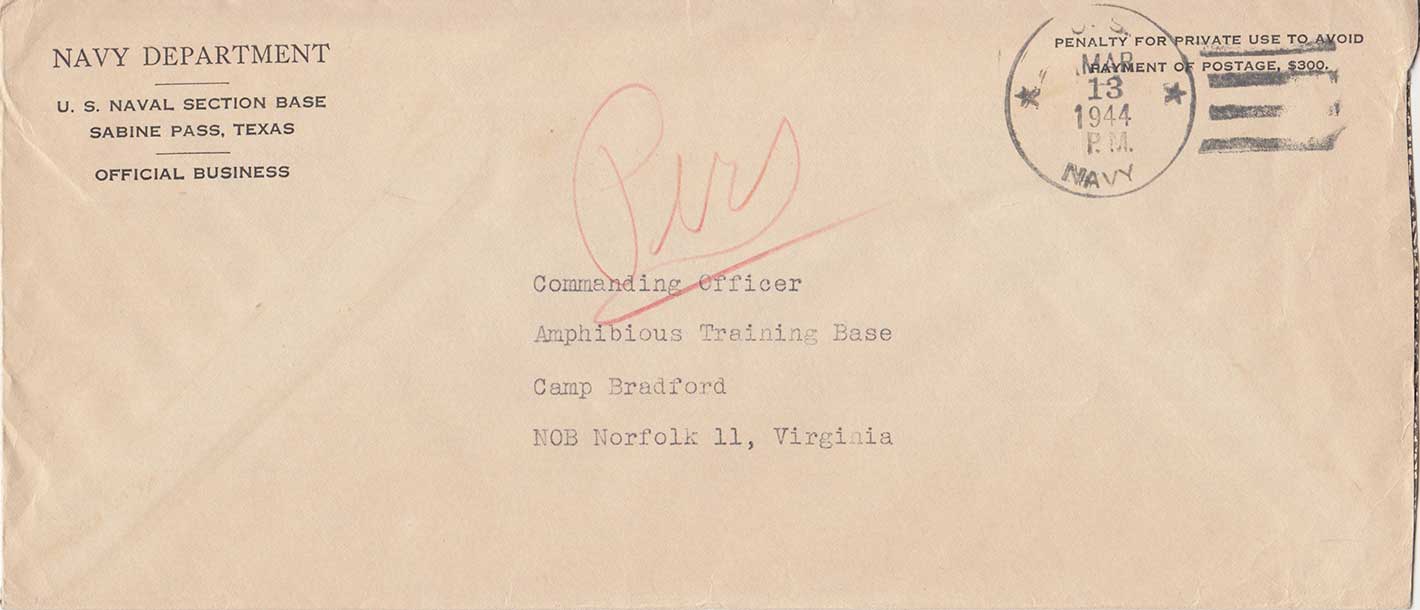 NAVY DEPARTMENT
U. S. NAVAL SECTION BASE
SABINE PASS, TEXAS
OFFICIAL BUSINESS
PENALTY FOR PRIVATE USE TO AVOID
PAYMENT OF POSTAGE, $300.
U. S.
MAR
13
1944
P.M.
NAVY
Pers
Commanding Officer
Amphibious Training Base
Camp Bradford
NOB Norfolk 11, Virginia